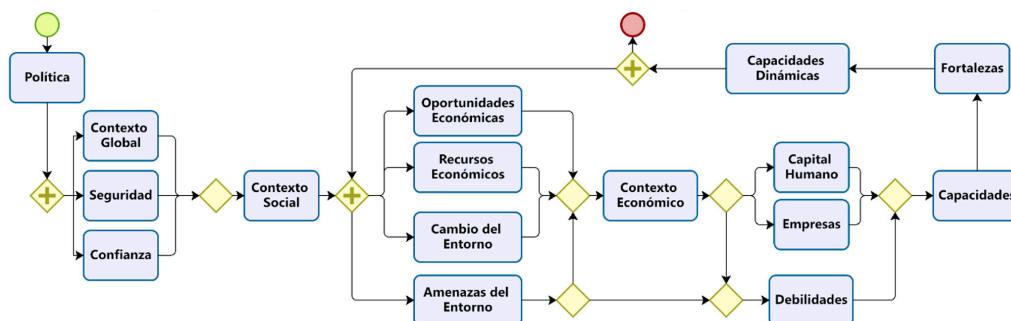 Política
Contexto
Global
Seguridad
Confianza
Contexto
Social
Oportunidades
Económicas
Recursos
Económicos
Cambio del
Entorno
Amenazas del
Entorno
Contexto
Económico
Capital
Humano
Empresas
Debilidades
Capacidades
Fortalezas
Capacidades
Dinámicas